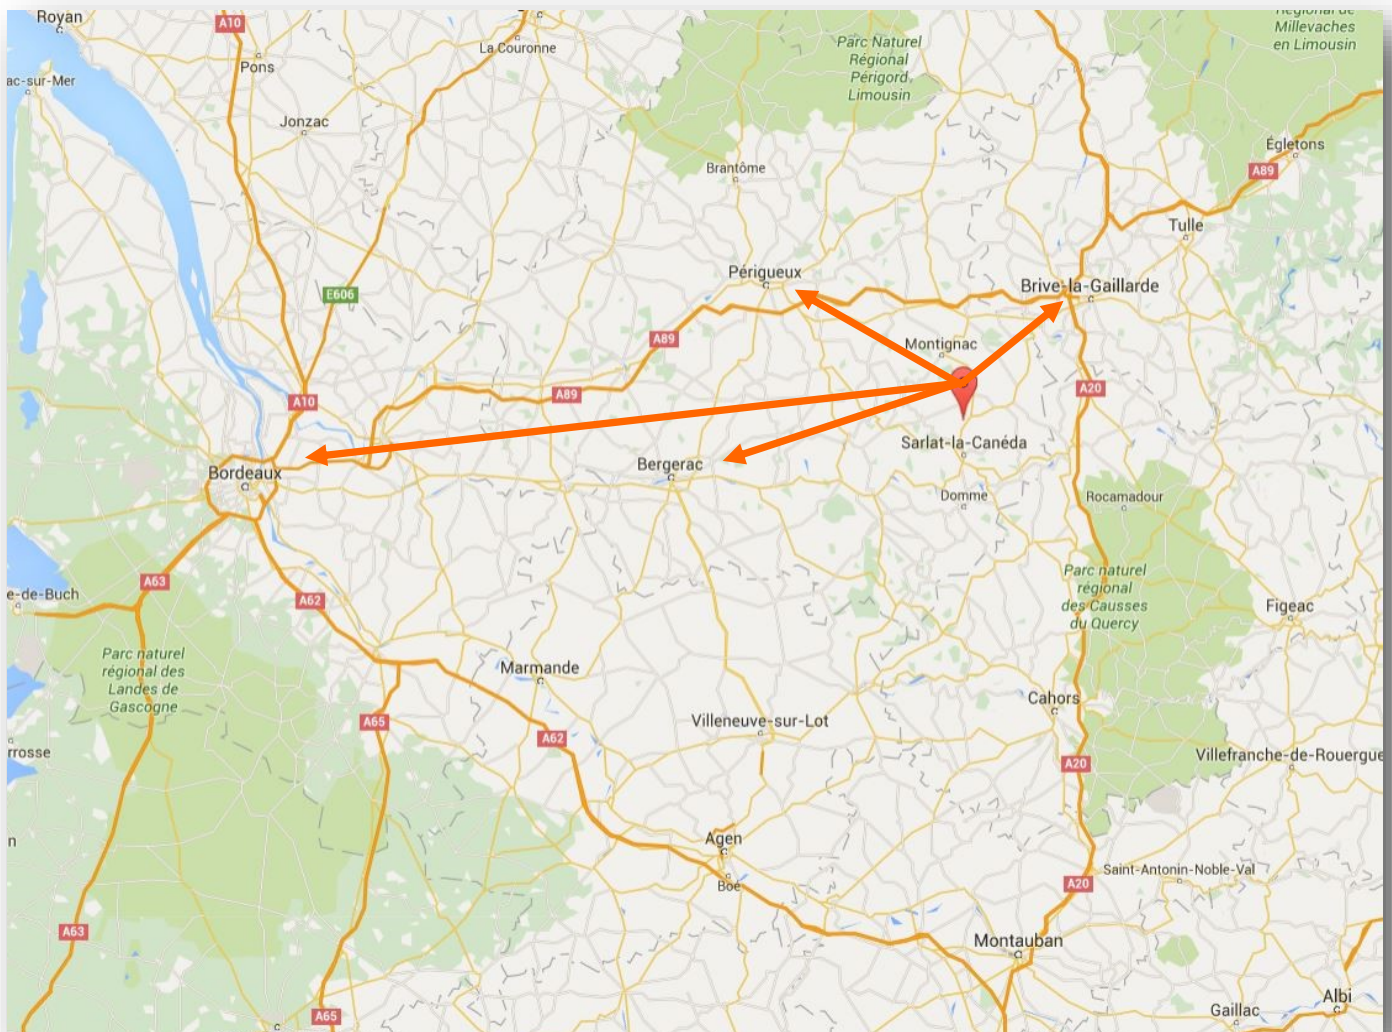 Royan
A10
La Couronne
Régional de
Millevaches
en Limousin
Parc Naturel
Régional
Périgord
Limousin
Pons
ac-sur-Mer
Jonzac
Égletons
A89
Brantôme
Tulle
Périgueux
Brive-la-Gaillarde
E606
A89
Montignac
A89
A10
A20
Sarlat-la-Canéda
Bergerac
Bordeaux
Domme
Rocamadour
A63
e-de-Buch
A62
Parc naturel
régional
des Causses
du Quercy
Figeac
Parc naturel
régional des
Landes de
Gascogne
Marmande
Cahors
A65
Villeneuve-sur-Lot
A62
rrosse
Villefranche-de-Rouergue
A20
n
Agen
Boé
Saint-Antonin-Noble-Val
A20
A63
Montauban
Albi
Gaillac
A65